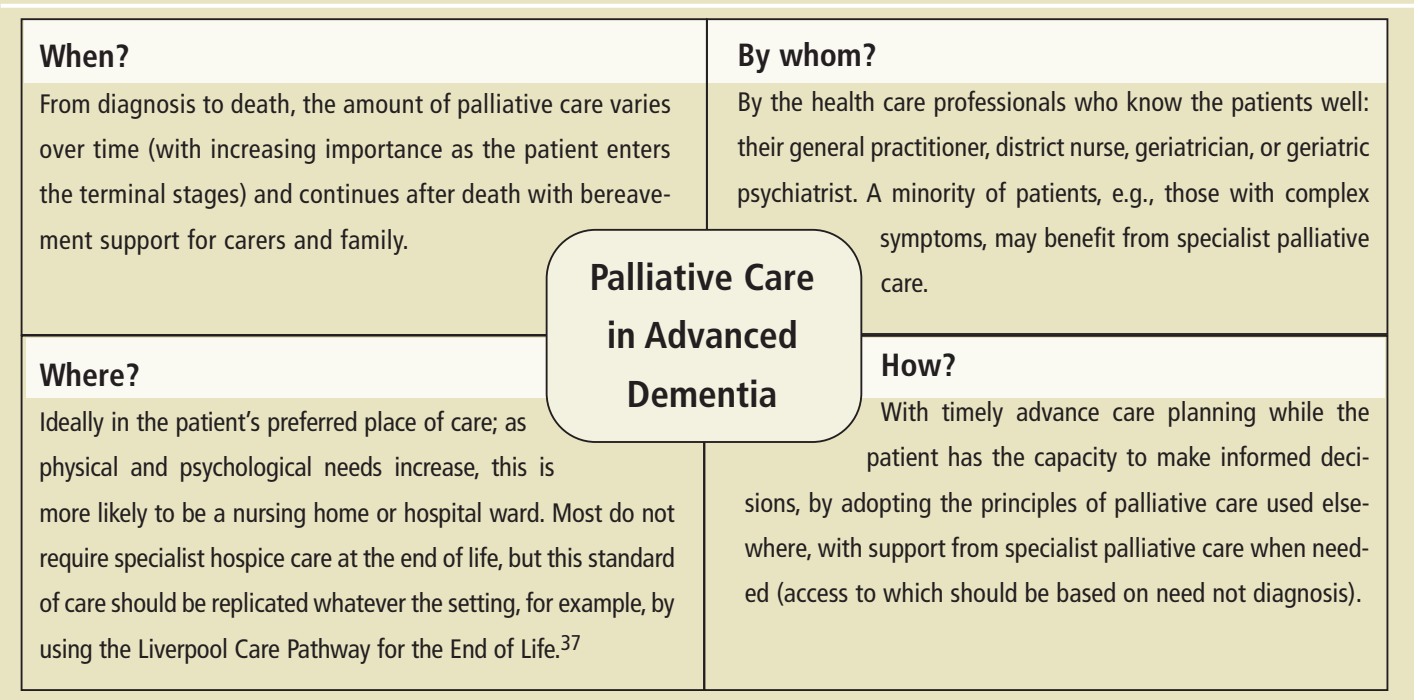 When?
From diagnosis to death, the amount of palliative care varies
over time (with increasing importance as the patient enters
the terminal stages) and continues after death with bereave-
ment support for carers and family.
By whom?
By the health care professionals who know the patients well:
their general practitioner, district nurse, geriatrician, or geriatric
psychiatrist. A minority of patients, e.g., those with complex
symptoms, may benefit from specialist palliative
care.
Palliative Care
in Advanced
Dementia
Where?
Ideally in the patient’s preferred place of care; as
physical and psychological needs increase, this is
more likely to be a nursing home or hospital ward. Most do not
require specialist hospice care at the end of life, but this standard
of care should be replicated whatever the setting, for example, by
using the Liverpool Care Pathway for the End of Life.37
How?
With timely advance care planning while the
patient has the capacity to make informed deci-
sions, by adopting the principles of palliative care used else-
where, with support from specialist palliative care when need-
ed (access to which should be based on need not diagnosis).